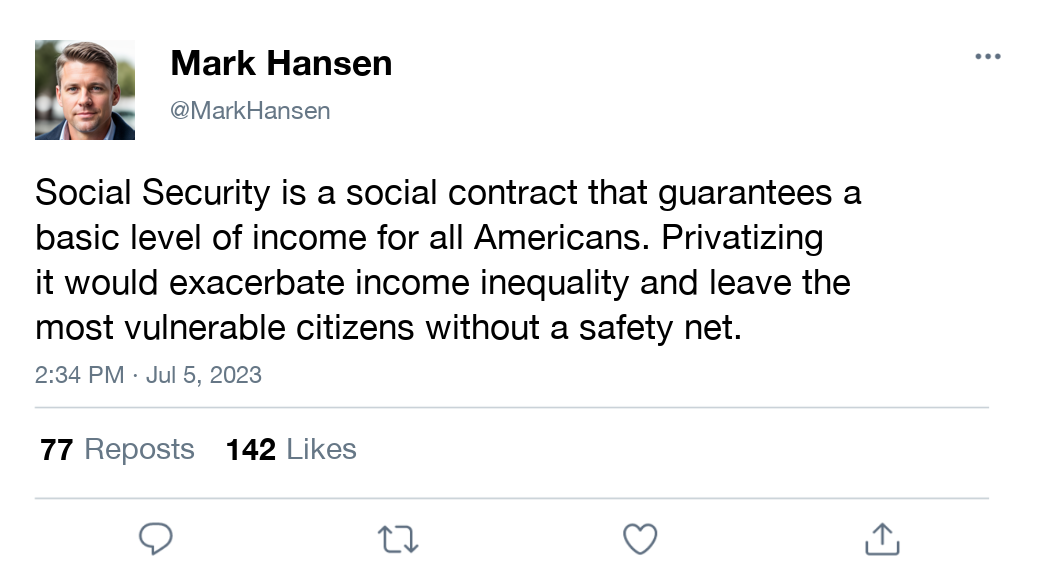 Mark Hansen
@MarkHansen
Social Security is a social contract that guarantees a
basic level of income for all Americans. Privatizing
it would exacerbate income inequality and leave the
most vulnerable citizens without a safety net.
2:34 PM · Jul 5, 2023
77 Reposts 142 Likes